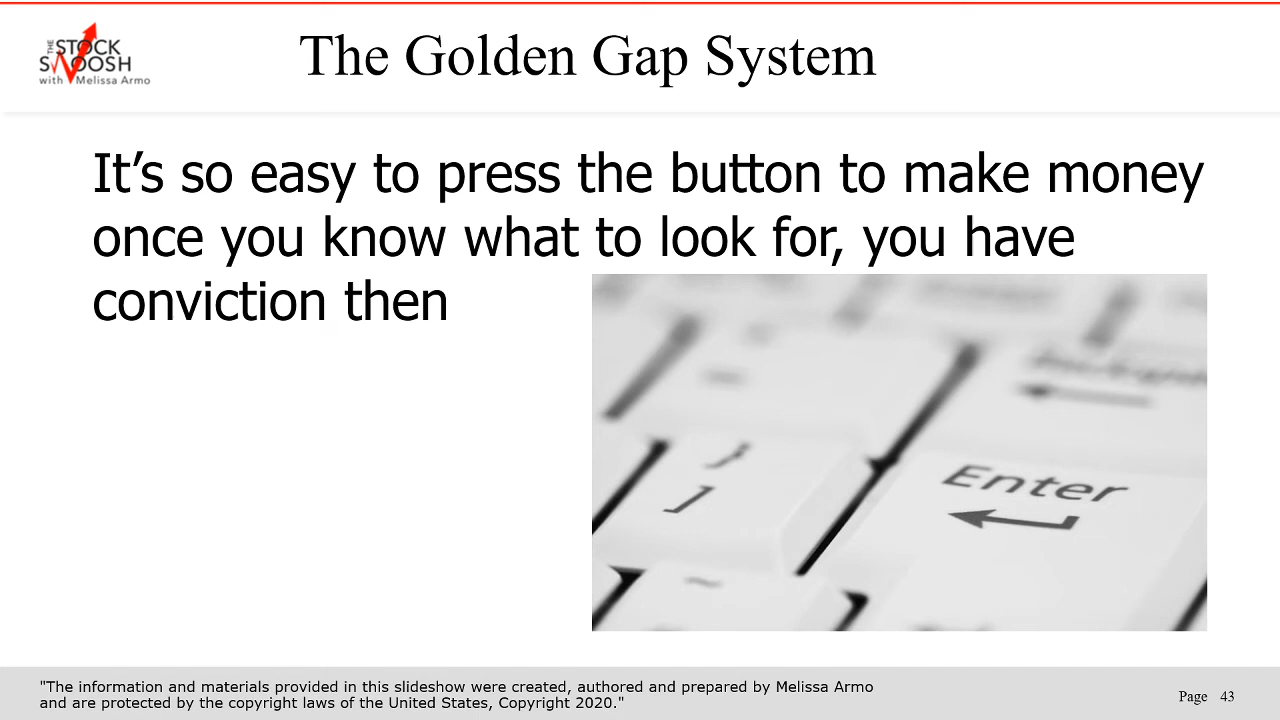 THE
STOCK
SWOOSH
with Melissa Armo
The Golden Gap System
It's so easy to press the button to make money
once you know what to look for, you have
conviction then
}
]
Enter
~
"The information and materials provided in this slideshow were created, authored and prepared by Melissa Armo
and are protected by the copyright laws of the United States, Copyright 2020."
Page 43